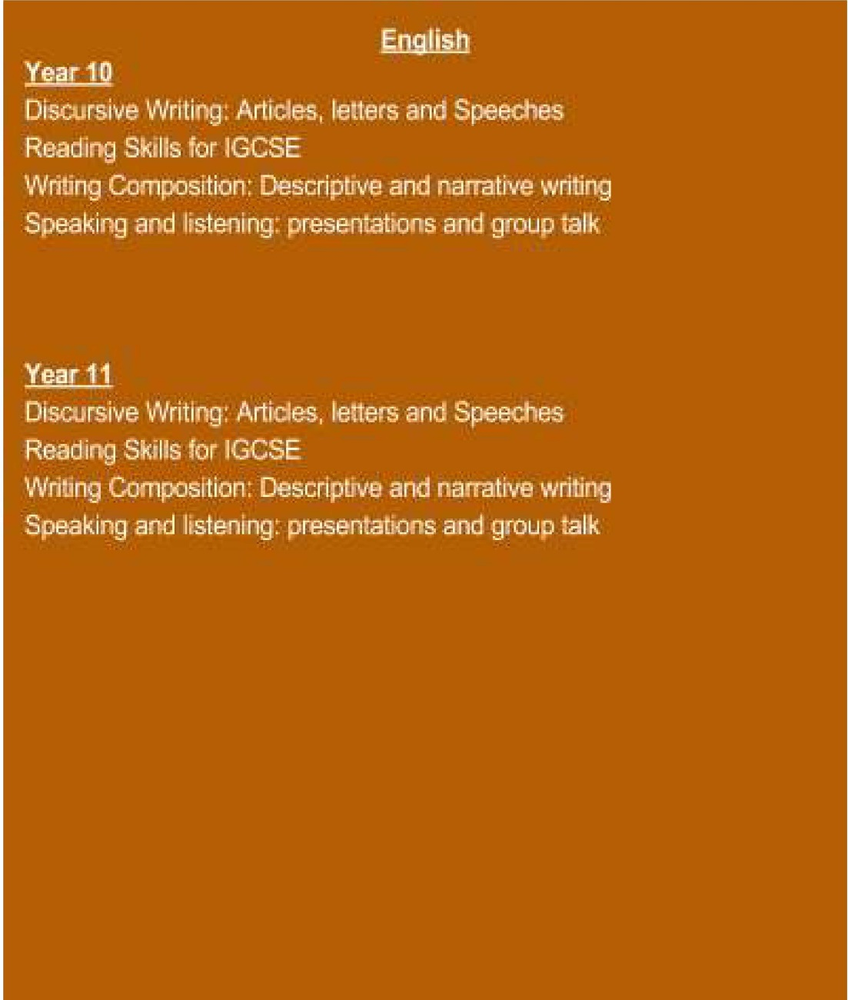 English
Year 10
Discursive Writing: Articles, letters and Speeches
Reading Skills for IGCSE
Writing Composition: Descriptive and narrative writing
Speaking and listening: presentations and group talk
Year 11
Discursive Writing: Articles, letters and Speeches
Reading Skills for IGCSE
Writing Composition: Descriptive and narrative writing
Speaking and listening: presentations and group talk